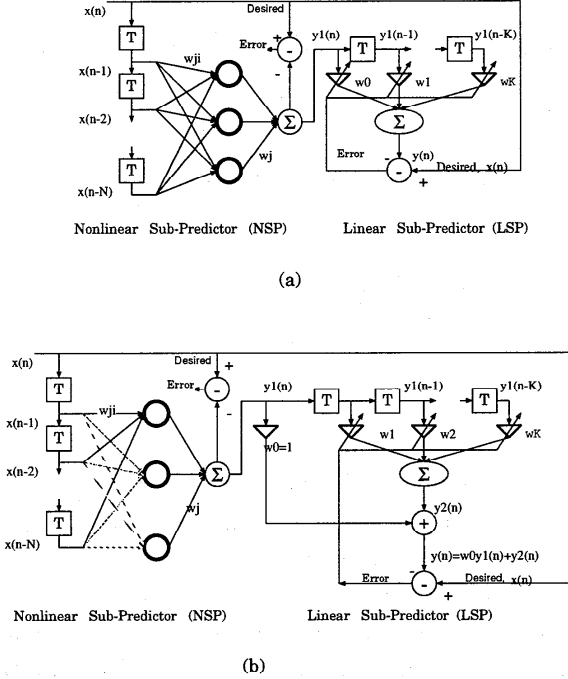 x(n)
Desired
+
T
Error
-
-
y1(n)
T
y1(n-1)
T
y1(n-K)
wji
x(n-1)
T
w0
w1
wK
x(n-2)
Σ
Σ
wj
T
Error
-
y(n)
-
Desired, x(n)
+
x(n-N)
Nonlinear Sub-Predictor (NSP)
Linear Sub-Predictor (LSP)
(a)
x(n)
Desired
+
T
Error
-
-
y1(n)
T
T
y1(n-1)
T
y1(n-K)
wji
x(n-1)
T
w0=1
w1
w2
wK
x(n-2)
Σ
Σ
wj
y2(n)
T
+
x(n-N)
y(n)=w0y1(n)+y2(n)
-
Error
-
Desired, x(n)
+
Nonlinear Sub-Predictor (NSP)
Linear Sub-Predictor (LSP)
(b)